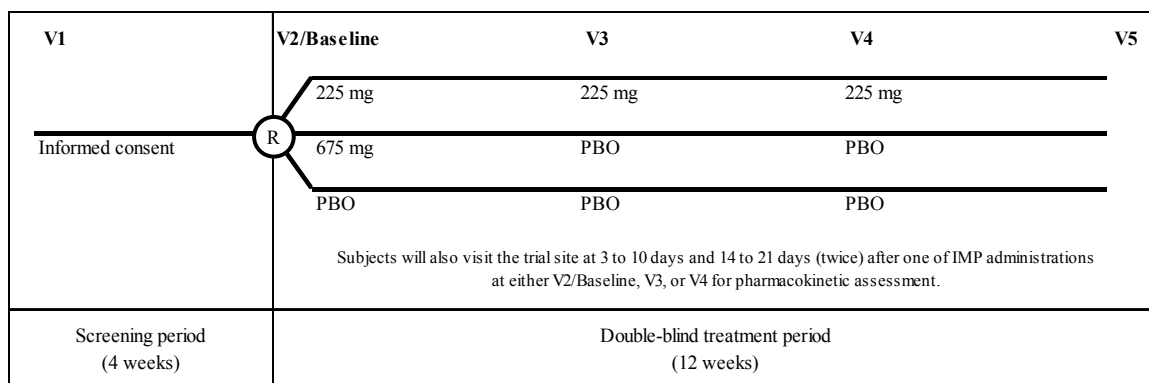 V1 V2/Baseline V3 V4 V5
225 mg 225 mg 225 mg
R
Informed consent 675 mg PBO PBO
PBO PBO PBO
Subjects will also visit the trial site at 3 to 10 days and 14 to 21 days (twice) after one of IMP administrations
at either V2/Baseline, V3, or V4 for pharmacokinetic assessment.
Screening period Double-blind treatment period
(4 weeks) (12 weeks)